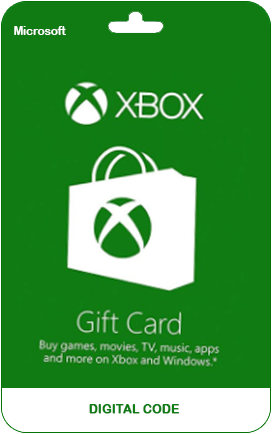 Microsoft
XBOX
Gift Card
Buy games, movies, TV, music, apps
and more on Xbox and Windows.*
DIGITAL CODE